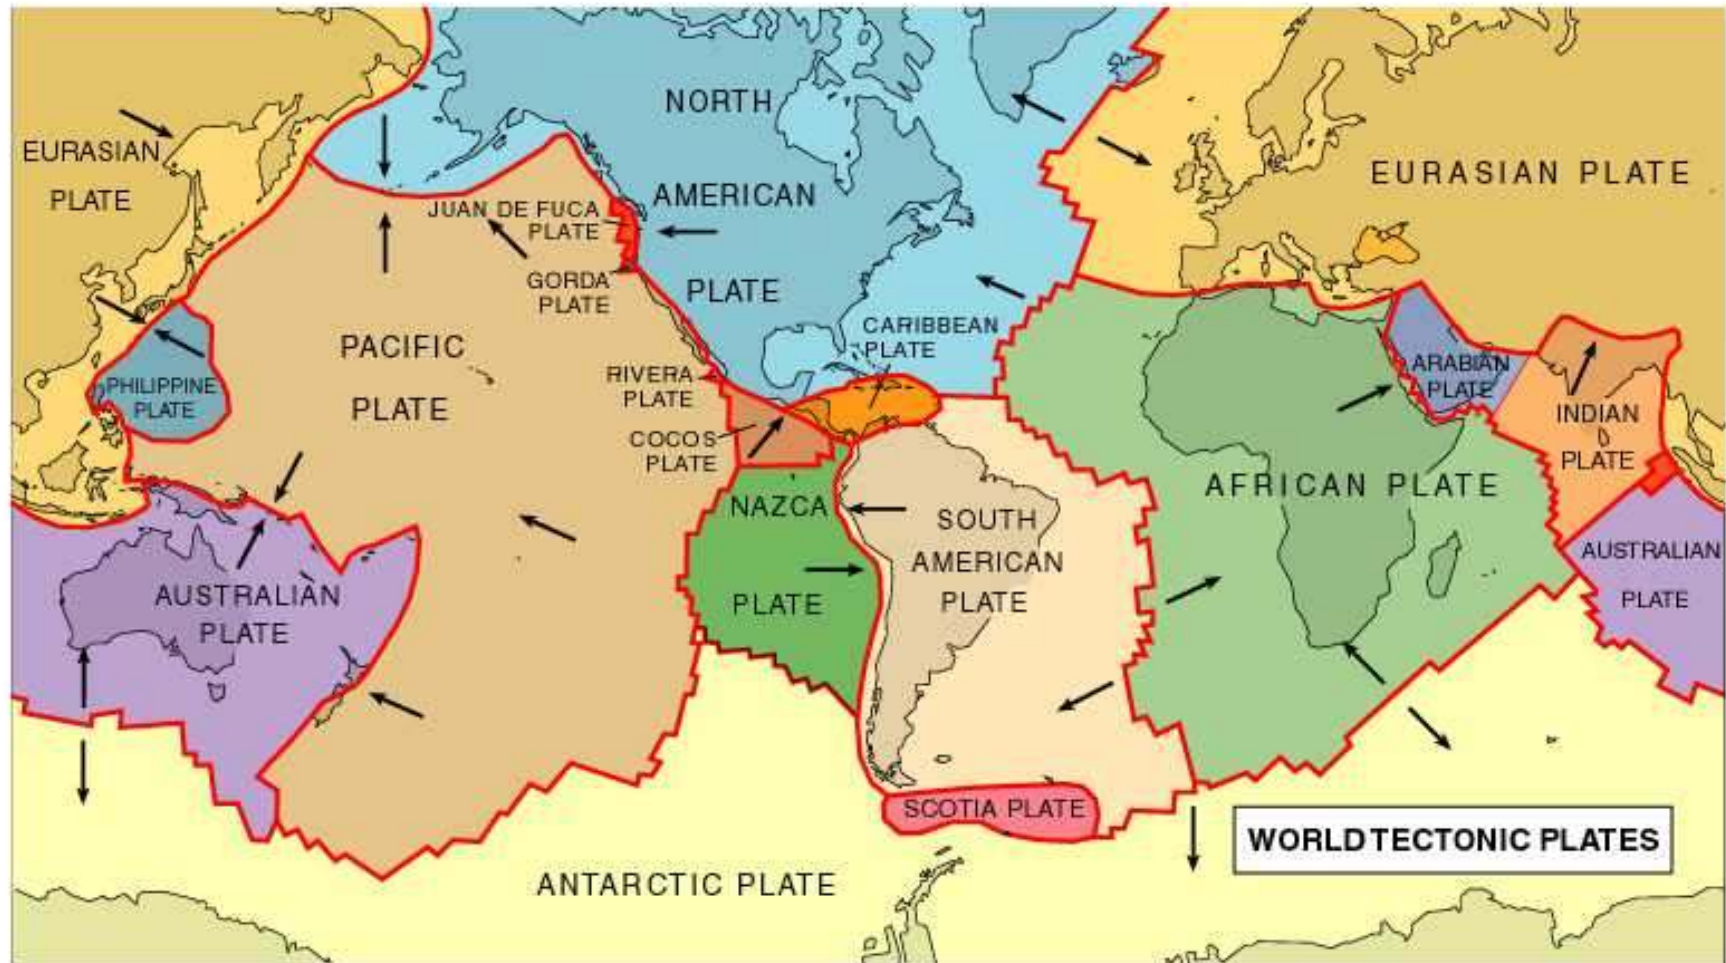 NORTH
AMERICAN
PLATE
EURASIAN
PLATE
EURASIAN PLATE
JUAN DE FUCA
PLATE
GORDA
PLATE
PACIFIC
PLATE
CARIBBEAN
PLATE
PHILIPPINE
PLATE
RIVERA
PLATE
COCOS
PLATE
ARABIAN
PLATE
INDIAN
PLATE
AFRICAN PLATE
NAZCA
PLATE
SOUTH
AMERICAN
PLATE
AUSTRALIAN
PLATE
AUSTRALIAN
PLATE
SCOTIA PLATE
WORLD TECTONIC PLATES
ANTARCTIC PLATE